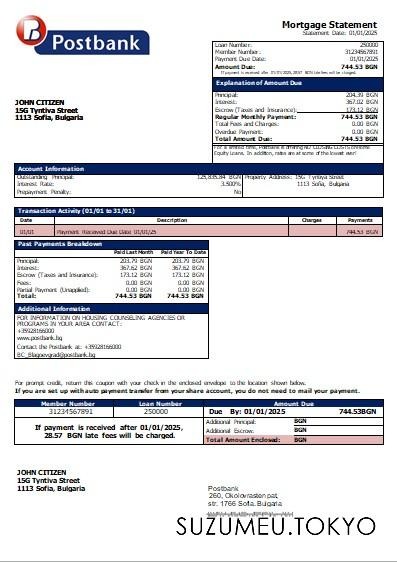 Postbank
Mortgage Statement
Statement Date: 01/01/2025
Loan Number: 250000
Member Number: 31234567891
Payment Due Date: 01/01/2025
Amount Due: 744.53 BGN
If payment is received after 01/01/2025, 28.57 BGN late fees will be charged.
JOHN CITIZEN
15G Tyntiva Street
1113 Sofia, Bulgaria
Explanation of Amount Due
Principal: 204.39 BGN
Interest: 367.02 BGN
Escrow (Taxes and Insurance): 173.12 BGN
Regular Monthly Payment: 744.53 BGN
Total Fees and Charges: 0.00 BGN
Overdue Payment: 0.00 BGN
Total Amount Due: 744.53 BGN
For a limited time, Postbank is offering NO CLOSING COSTS on Home
Equity Loans. In addition, rates are at some of the lowest ever!
Account Information
Outstanding Principal: 125,835.84 BGN Property Address: 15G Tyntiva Street
Interest Rate: 3.500% 1113 Sofia, Bulgaria
Prepayment Penalty: No
Transaction Activity (01/01 to 31/01)
Date Description Charges Payments
01/01 Payment Received Due Date 01/01/25 744.53 BGN
Past Payments Breakdown
Paid Last Month Paid Year To Date
Principal: 203.79 BGN 203.79 BGN
Interest: 367.62 BGN 367.62 BGN
Escrow (Taxes and Insurance): 173.12 BGN 173.12 BGN
Fees: 0.00 BGN 0.00 BGN
Partial Payment (Unapplied): 0.00 BGN 0.00 BGN
Total: 744.53 BGN 744.53 BGN
Additional Information
FOR INFORMATION ON HOUSING COUNSELING AGENCIES OR
PROGRAMS IN YOUR AREA CONTACT:
+35928166000
www.postbank.bg
Contact the Postbank at: +35928166000
BC_Blagoevgrad@postbank.bg
For prompt credit, return this coupon with your check in the enclosed envelope to the location shown below.
If you are set up with auto payment transfer from your share account, you do not need to mail your payment.
Member Number Loan Number Amount Due
31234567891 250000 Due By: 01/01/2025 744.53BGN
If payment is received after 01/01/2025,
28.57 BGN late fees will be charged.
Additional Principal: BGN
Additional Escrow: BGN
Total Amount Enclosed: BGN
JOHN CITIZEN
15G Tyntiva Street
1113 Sofia, Bulgaria
Postbank
260, Okolovrasten pat,
str. 1766 Sofia, Bulgaria
SUZUMEU.TOKYO